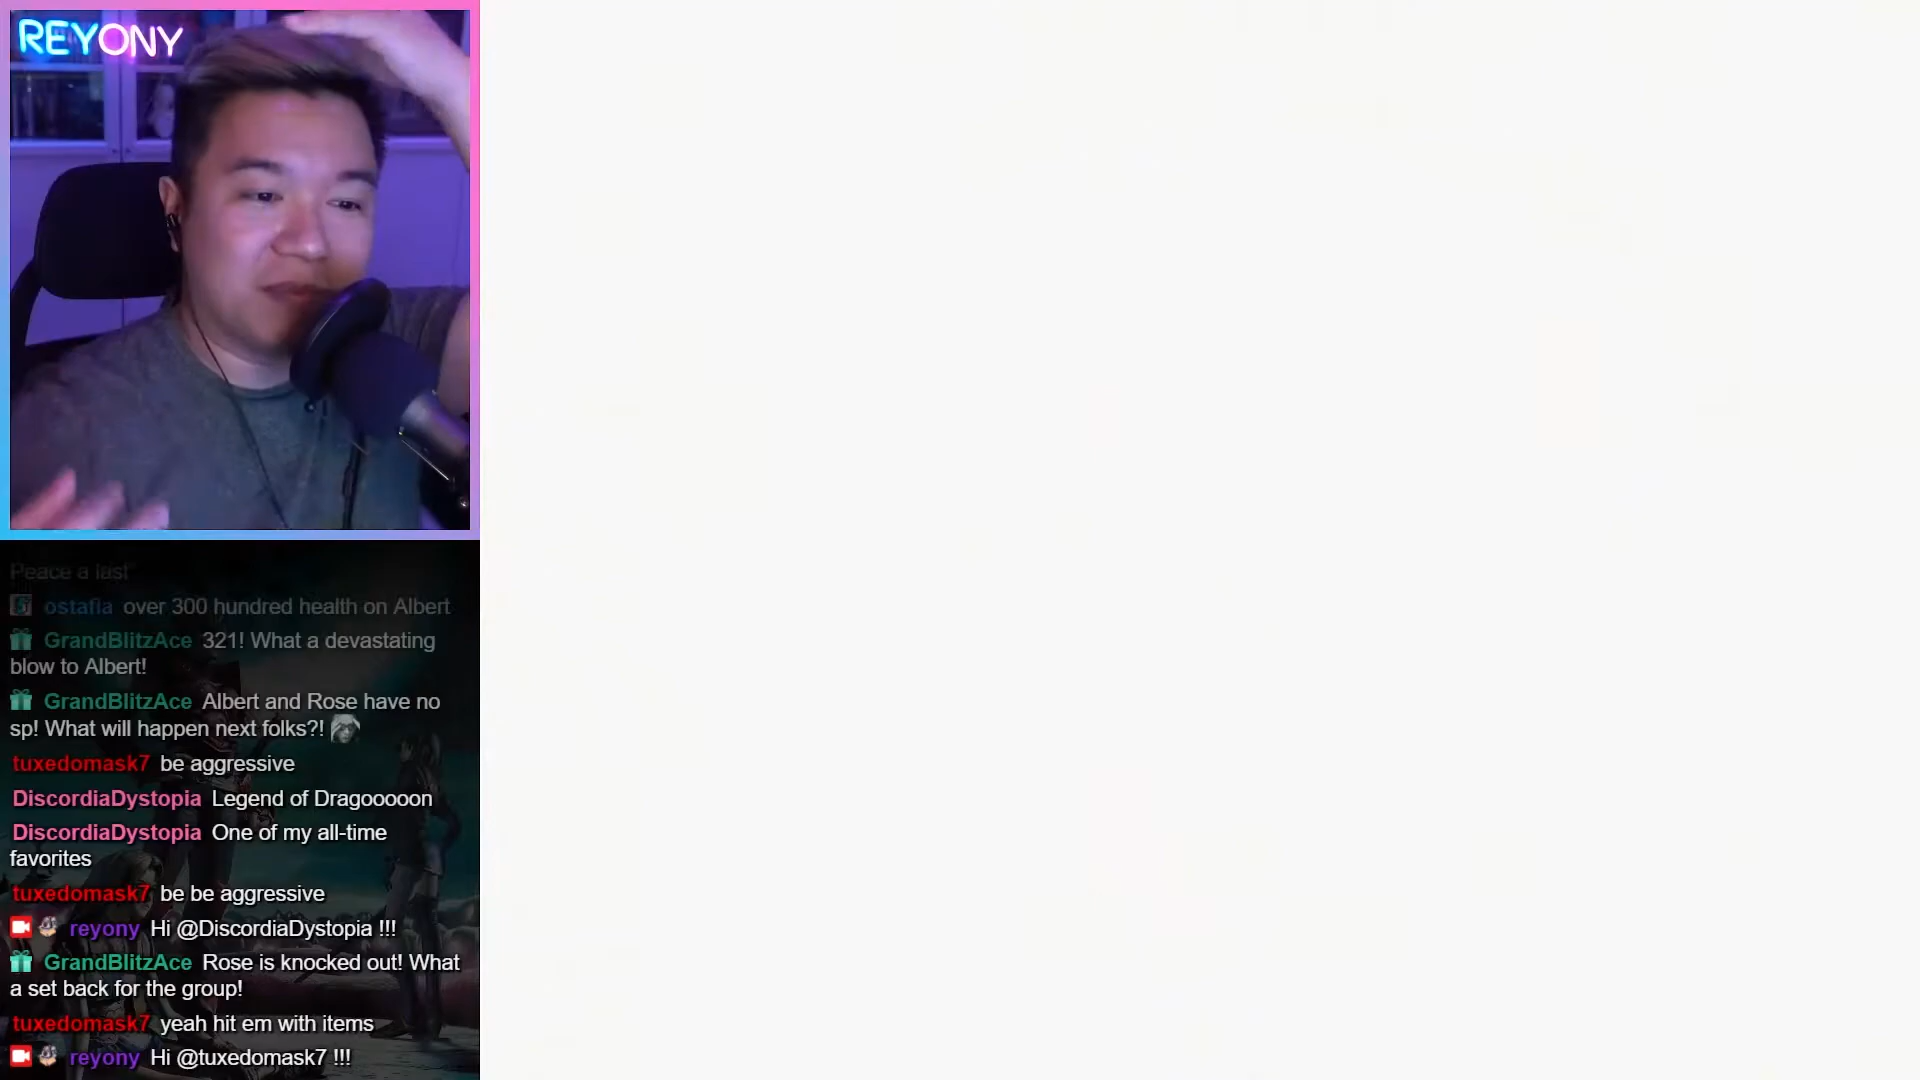 REYONY
Peace a last
ostafla over 300 hundred health on Albert
GrandBlitzAce 321! What a devastating
blow to Albert!
GrandBlitzAce Albert and Rose have no
sp! What will happen next folks?!
tuxedomask7 be aggressive
DiscordiaDystopia Legend of Dragooooon
DiscordiaDystopia One of my all-time
favorites
tuxedomask7 be be aggressive
reyony Hi @DiscordiaDystopia !!!
GrandBlitzAce Rose is knocked out! What
a set back for the group!
tuxedomask7 yeah hit em with items
reyony Hi @tuxedomask7 !!!